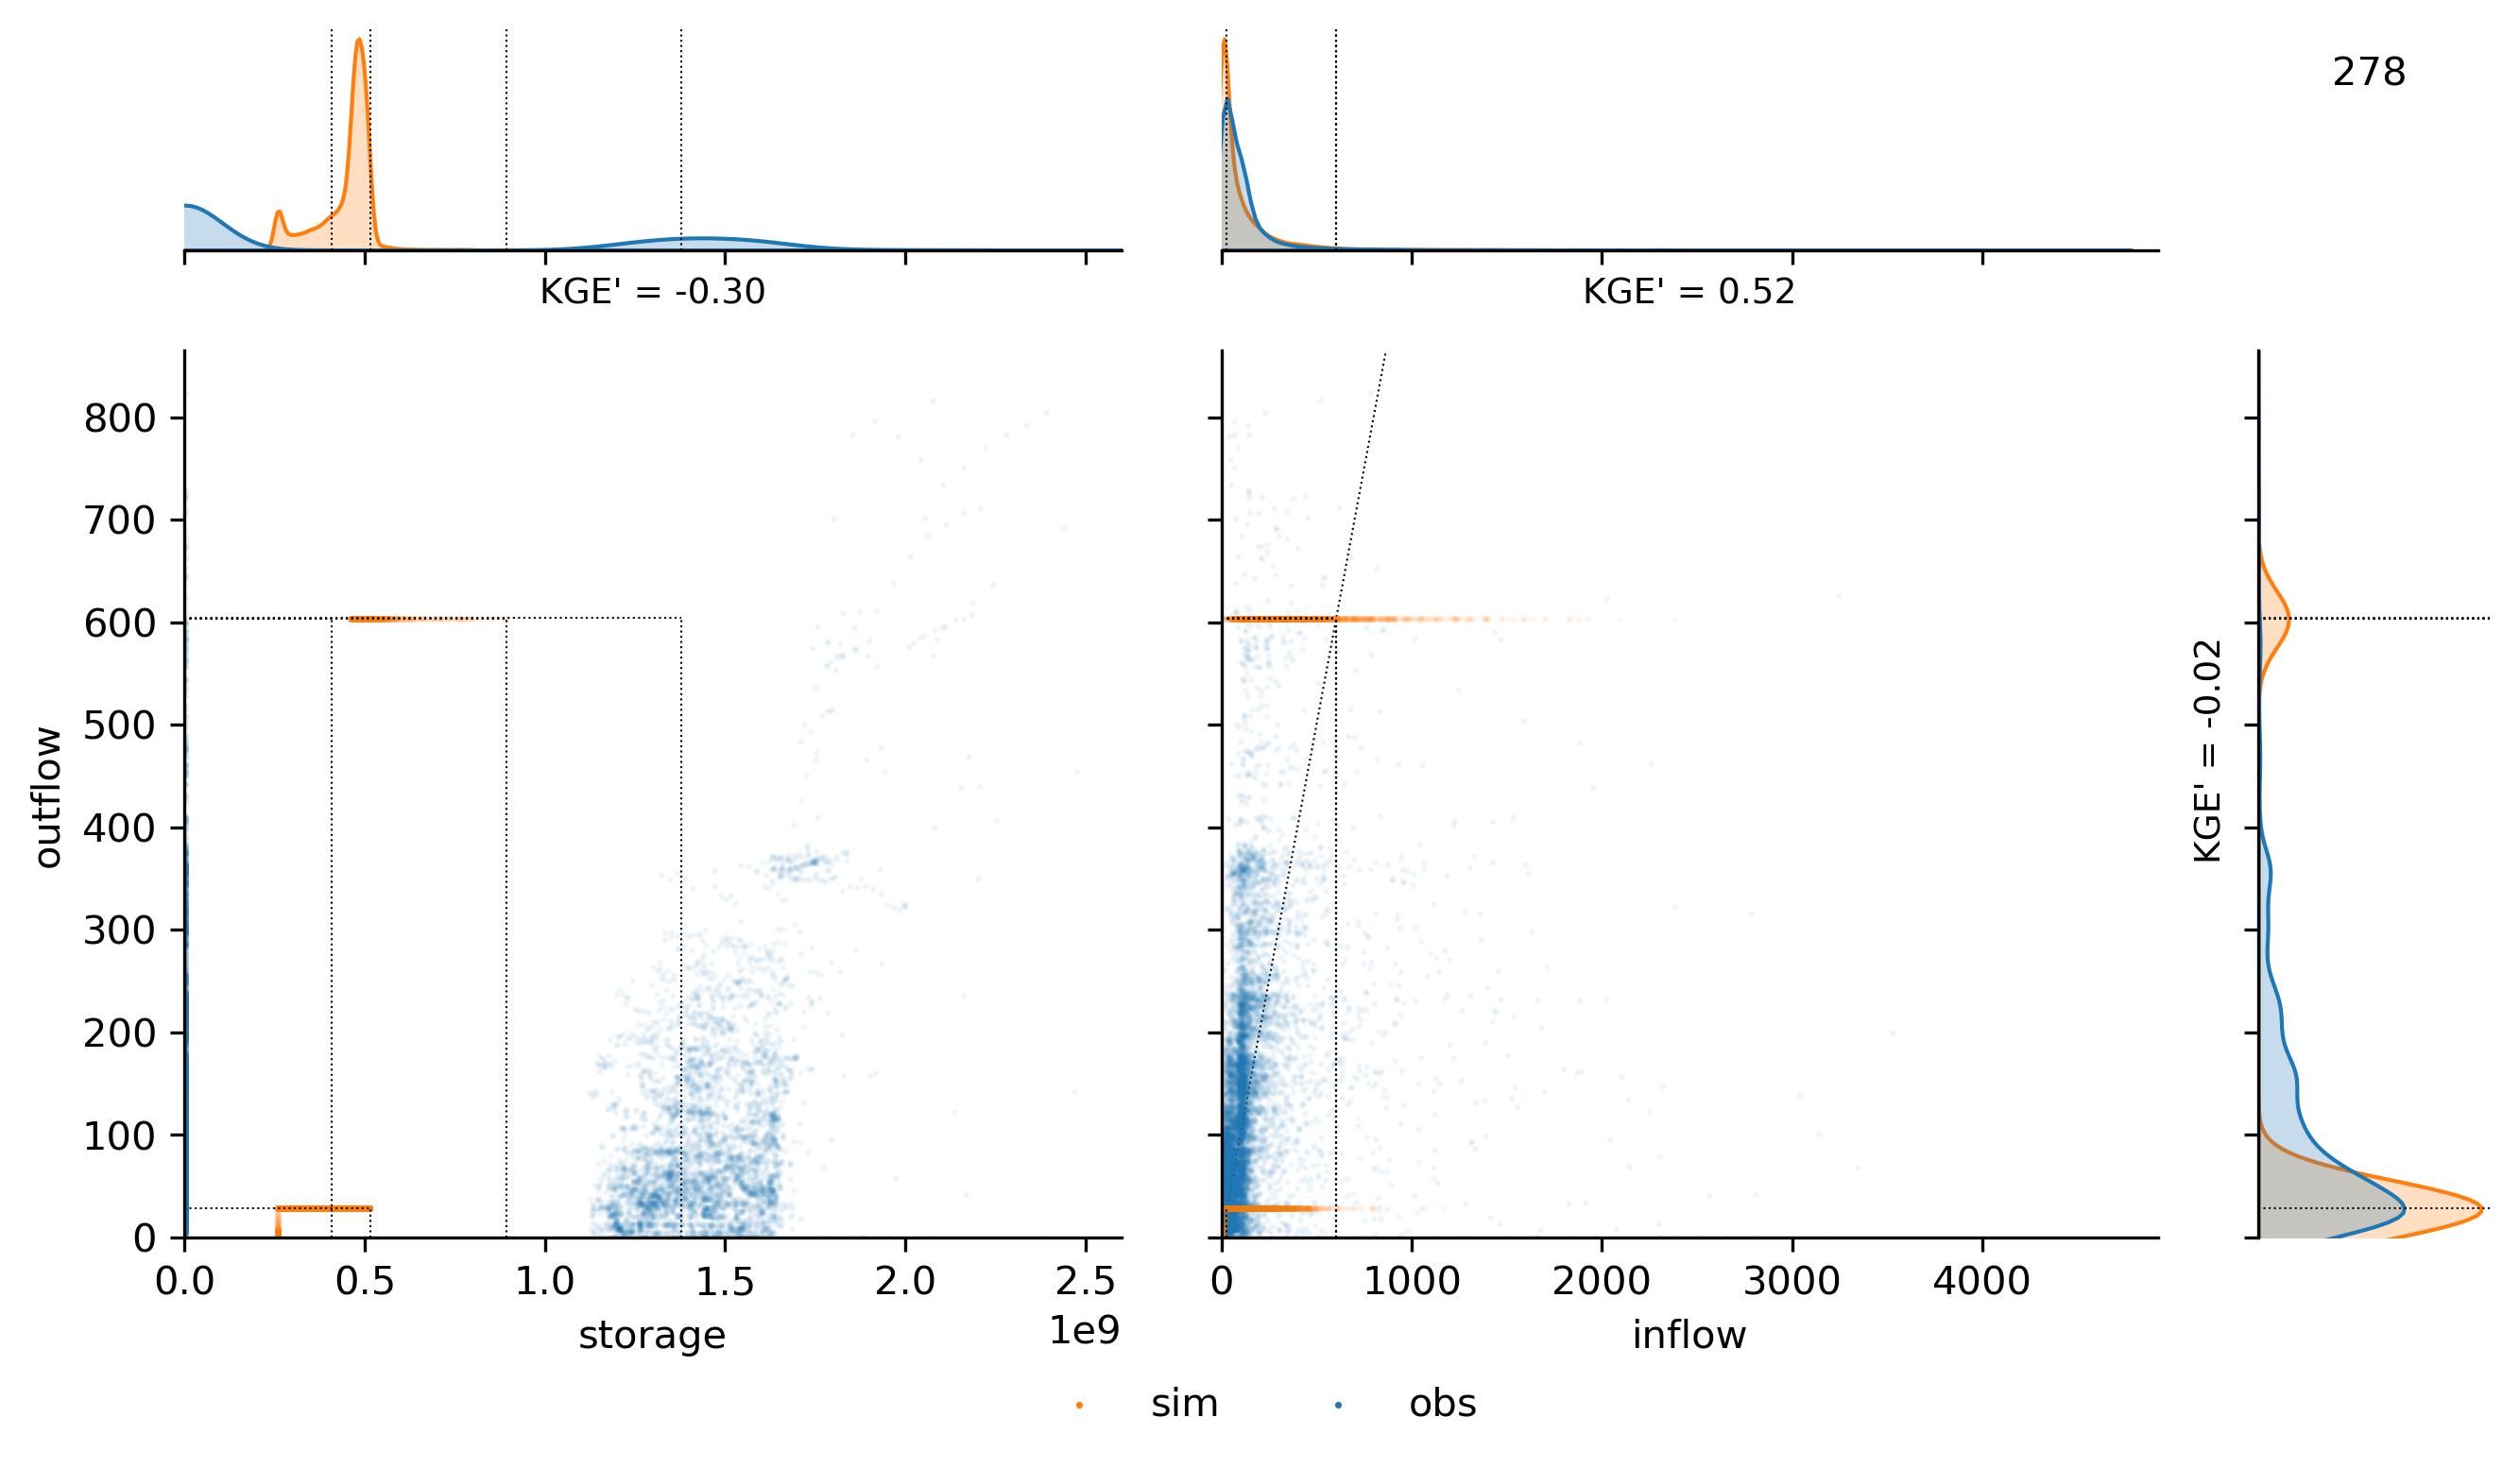 278
KGE' = -0.30
KGE' = 0.52
800
700
600
500
400
300
200
100
0
outflow
KGE' = -0.02
0.0 0.5 1.0 1.5 2.0 2.5
1e9
storage
0 1000 2000 3000 4000
inflow
sim obs